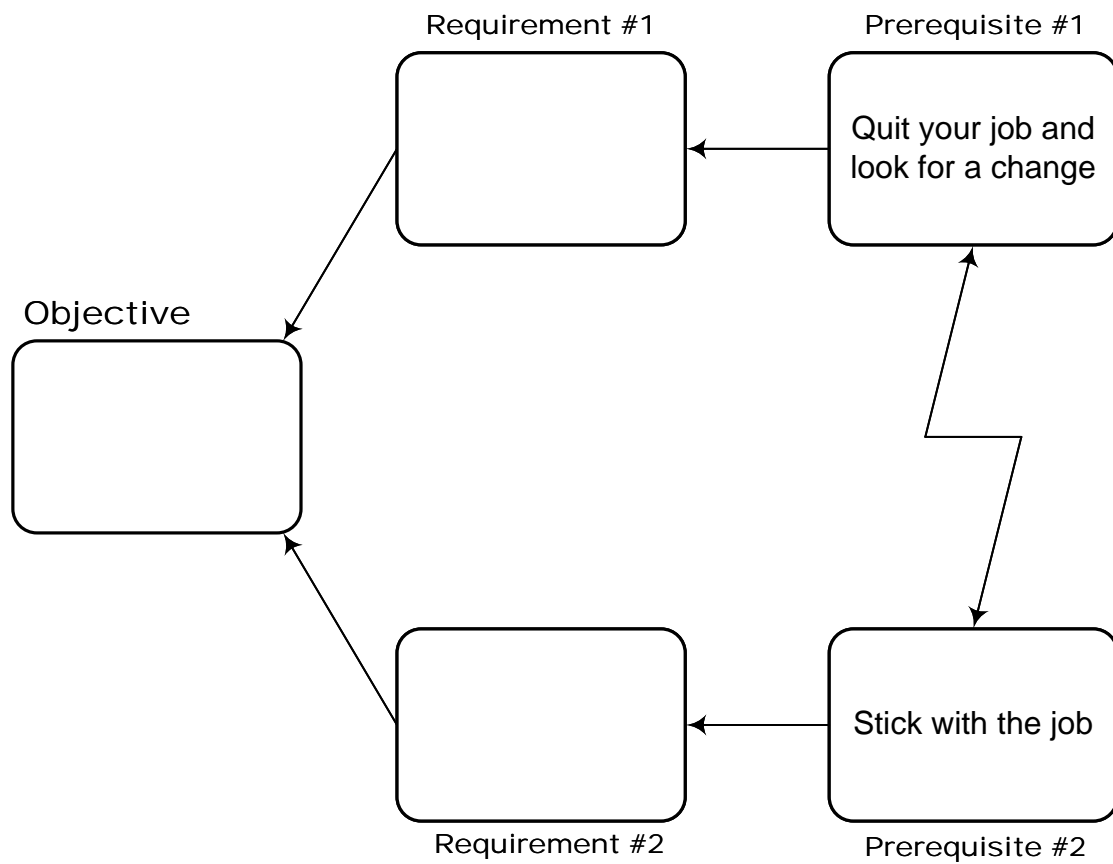 Requirement #1
Prerequisite #1
Quit your job and
look for a change
Objective
Stick with the job
Requirement #2
Prerequisite #2